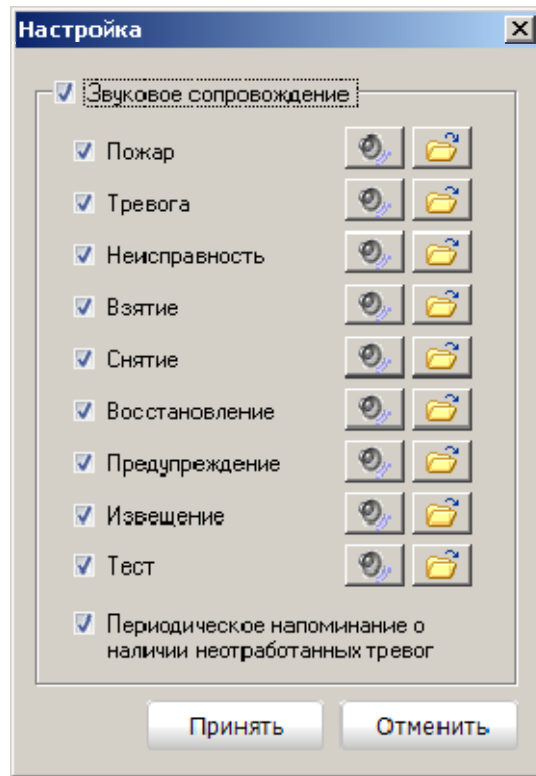 Настройка
Звуковое сопровождение
Пожар
Тревога
Неисправность
Взятие
Снятие
Восстановление
Предупреждение
Извещение
Тест
Периодическое напоминание о
наличии неотработанных тревог
Принять
Отменить